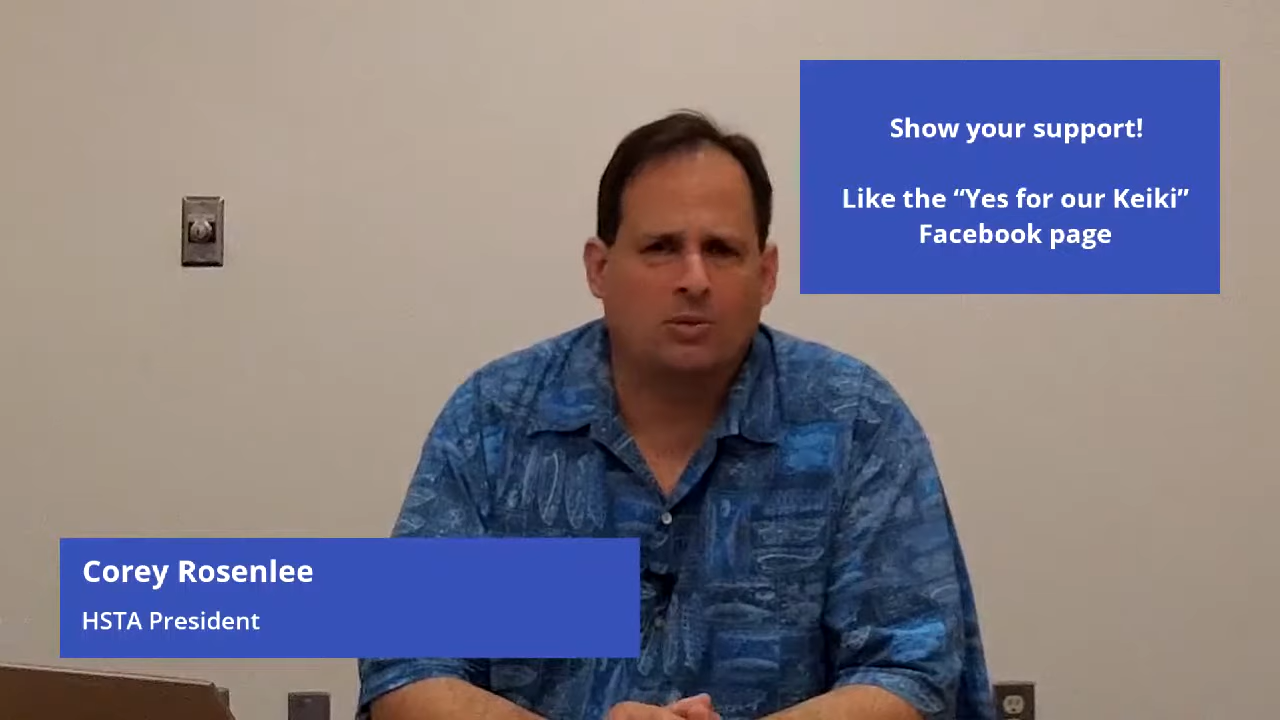 Show your support!
Like the “Yes for our Keiki”
Facebook page
Corey Rosenlee
HSTA President